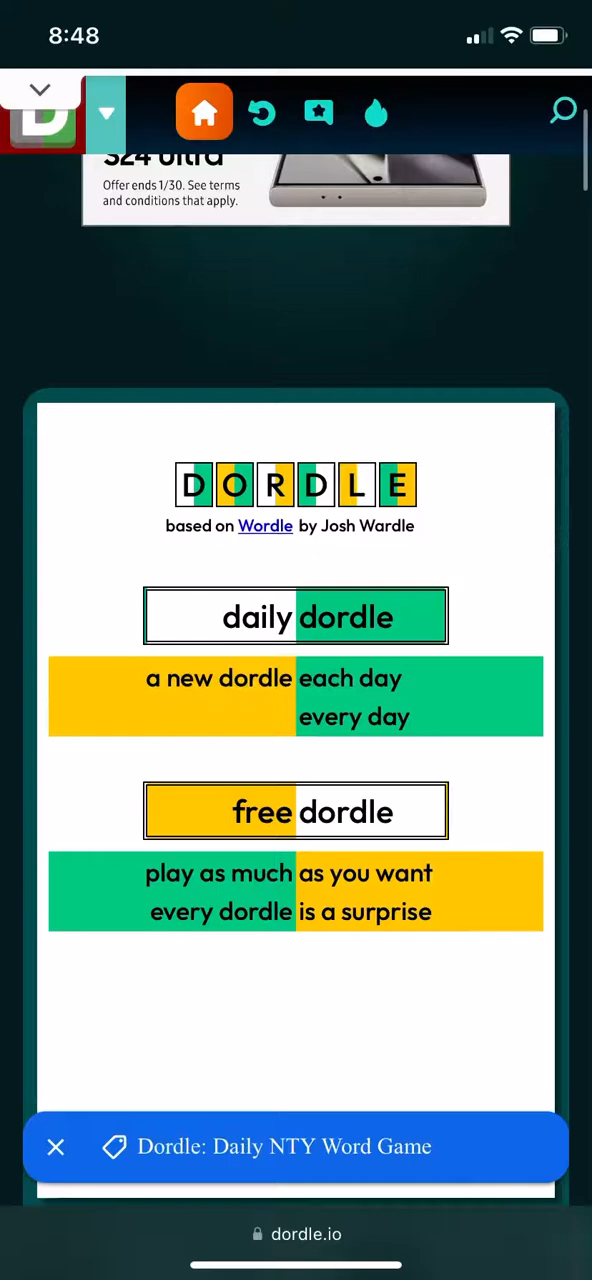 8:48
D
S24 Ultra
Offer ends 1/30. See terms
and conditions that apply.
DORDLE
based on Wordle by Josh Wardle
daily dordle
a new dordle each day
every day
free dordle
play as much as you want
every dordle is a surprise
Dordle: Daily NTY Word Game
dordle.io